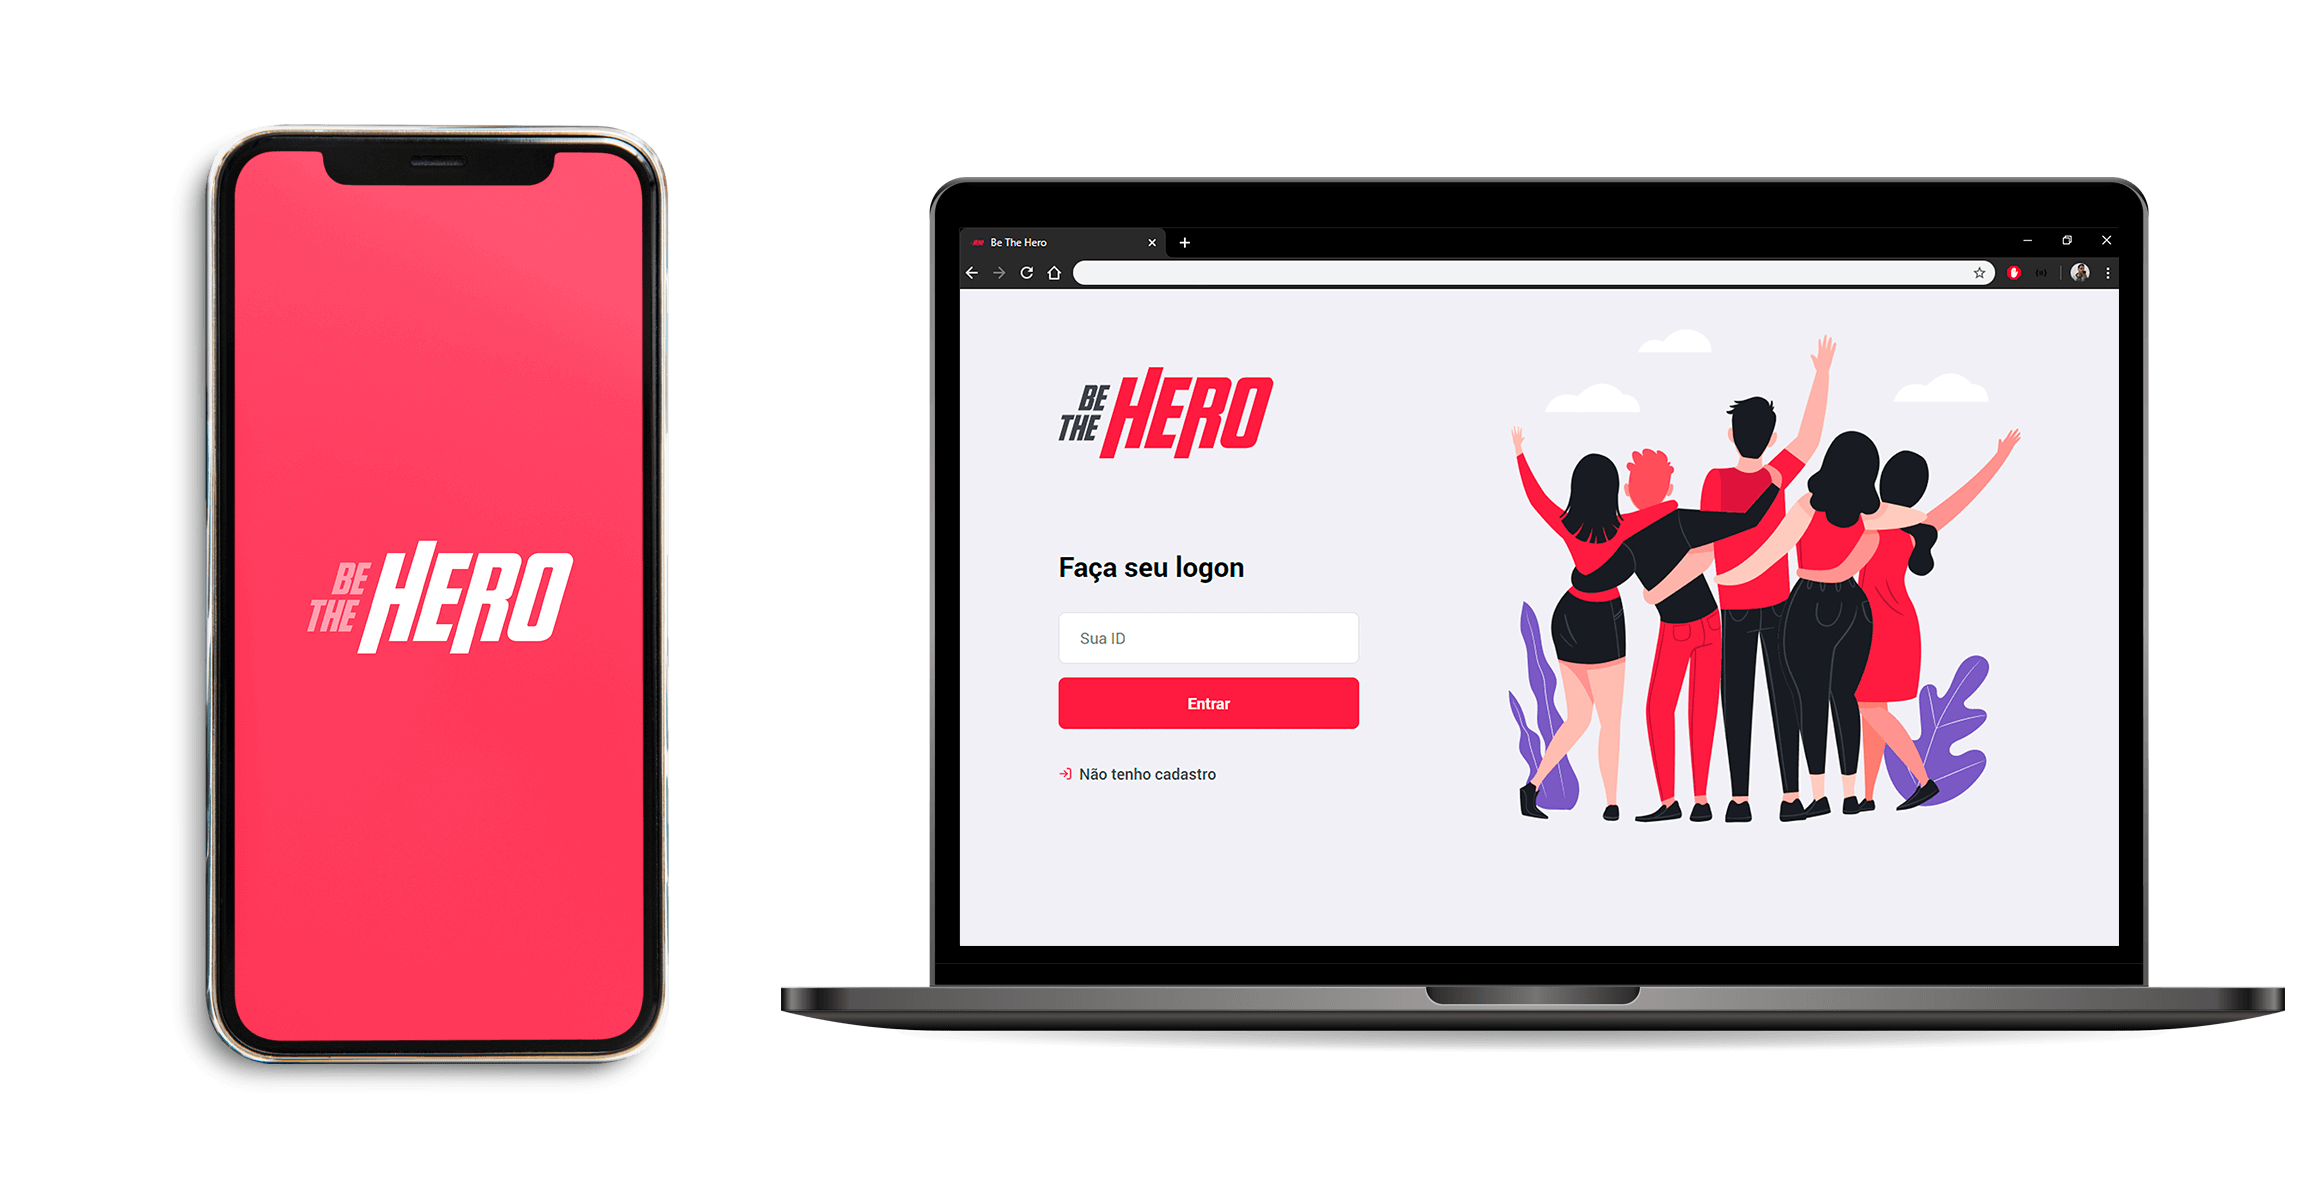 BE
THE HERO
Be The Hero
BE
THE HERO
Faça seu logon
Sua ID
Entrar
Não tenho cadastro